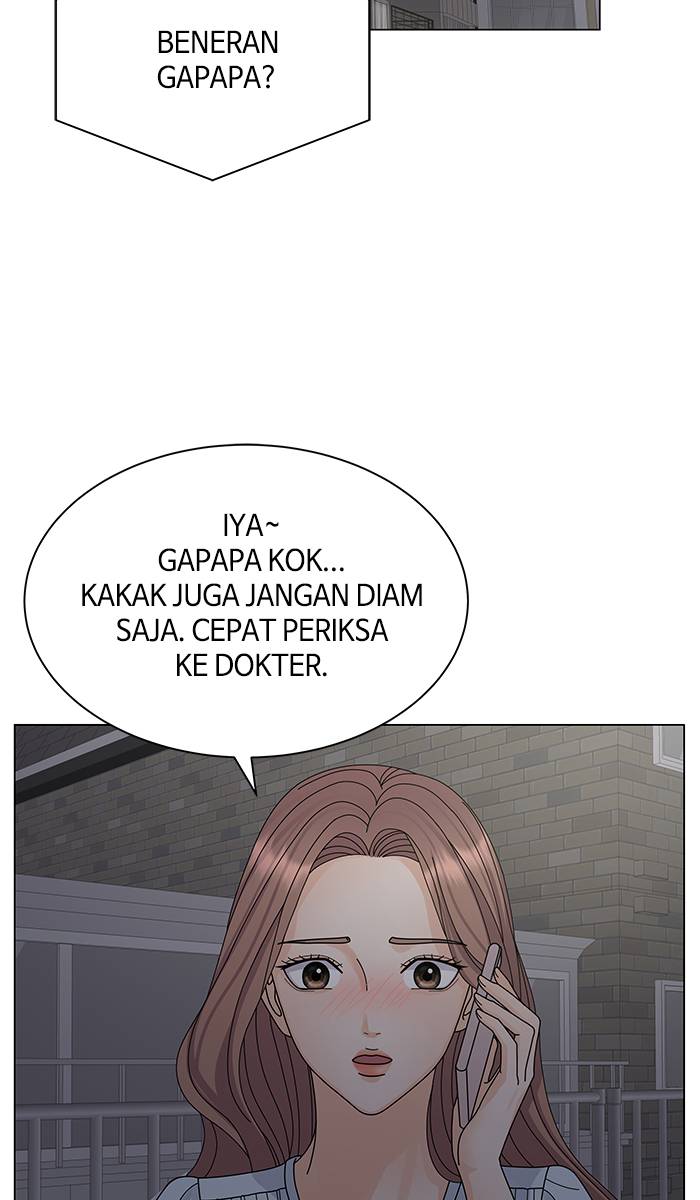 BENERAN
GAPAPA?
IYA~
GAPAPA KOK...
KAKAK JUGA JANGAN DIAM
SAJA. CEPAT PERIKSA
KE DOKTER.